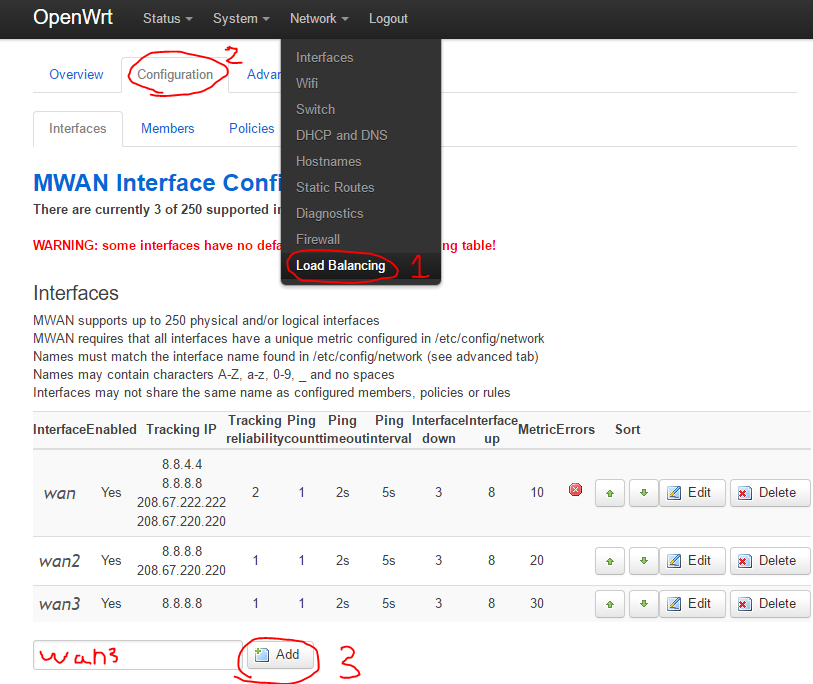 OpenWrt Status System Network Logout
Interfaces
Wifi
Switch
DHCP and DNS
Hostnames
Static Routes
Diagnostics
Firewall
Load Balancing 1
Overview Configuration 2
Interfaces Members Policies
MWAN Interface
There are currently 3 of 250 supported
WARNING: some interfaces have no table!
Interfaces
MWAN supports up to 250 physical and/or logical interfaces
MWAN requires that all interfaces have a unique metric configured in /etc/config/network
Names must match the interface name found in /etc/config/network (see advanced tab)
Names may contain characters A-Z, a-z, 0-9, _ and no spaces
Interfaces may not share the same name as configured members, policies or rules
Interface Enabled Tracking IP Tracking reliability Ping count Ping timeout Ping interval Interface down Interface up Metric Errors Sort
wan Yes 8.8.4.4 2 1 2s 5s 3 8 10 Edit Delete
8.8.8.8
208.67.222.222
208.67.220.220
wan2 Yes 8.8.8.8 1 1 2s 5s 3 8 20 Edit Delete
208.67.220.220
wan3 Yes 8.8.8.8 1 1 2s 5s 3 8 30 Edit Delete
wan3 Add 3